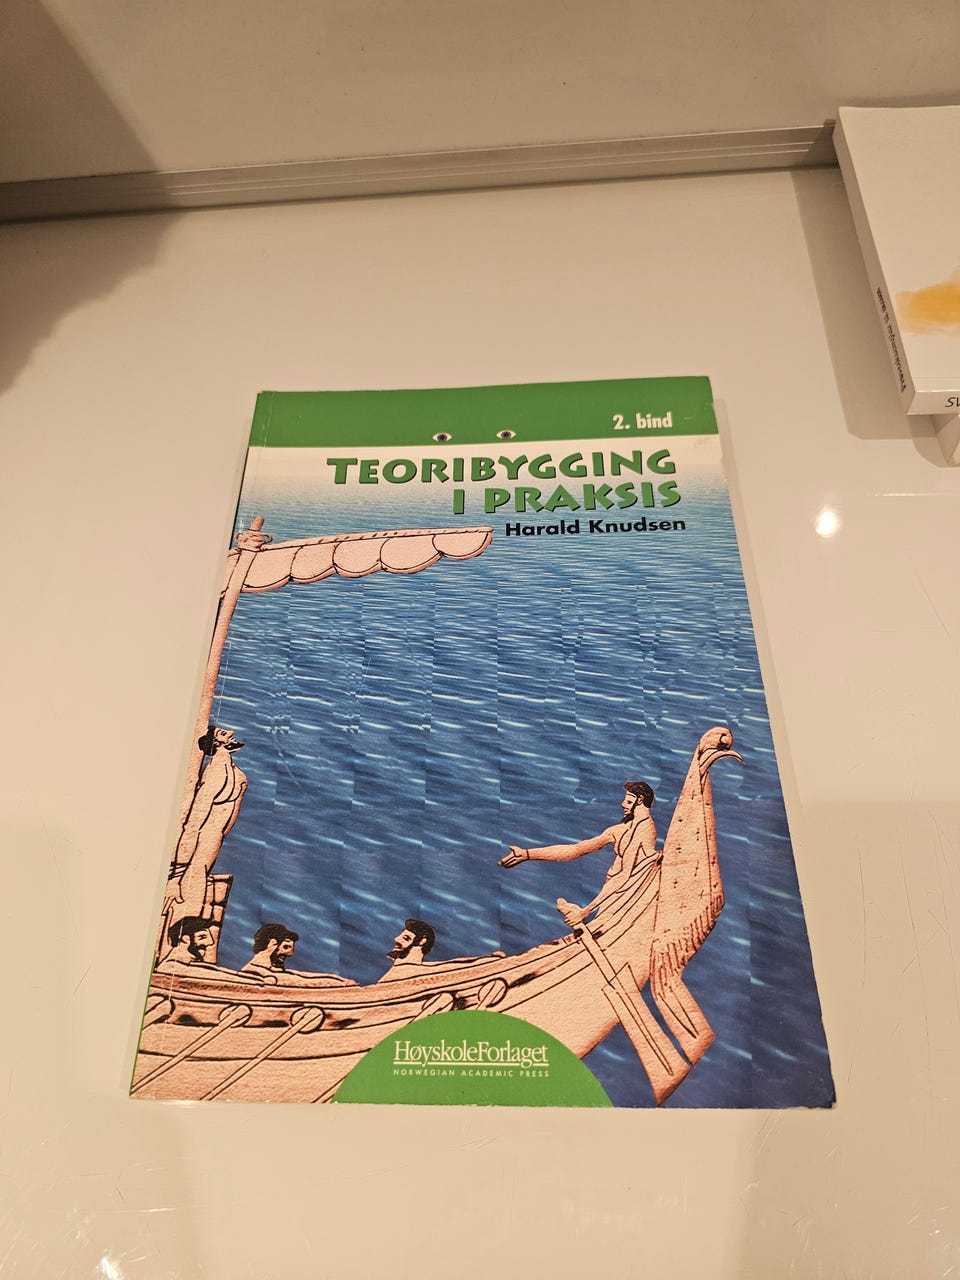 2. bind
TEORIBYGGING
I PRAKSIS
Harald Knudsen
HøyskoleForlaget
NORWEGIAN ACADEMIC PRESS